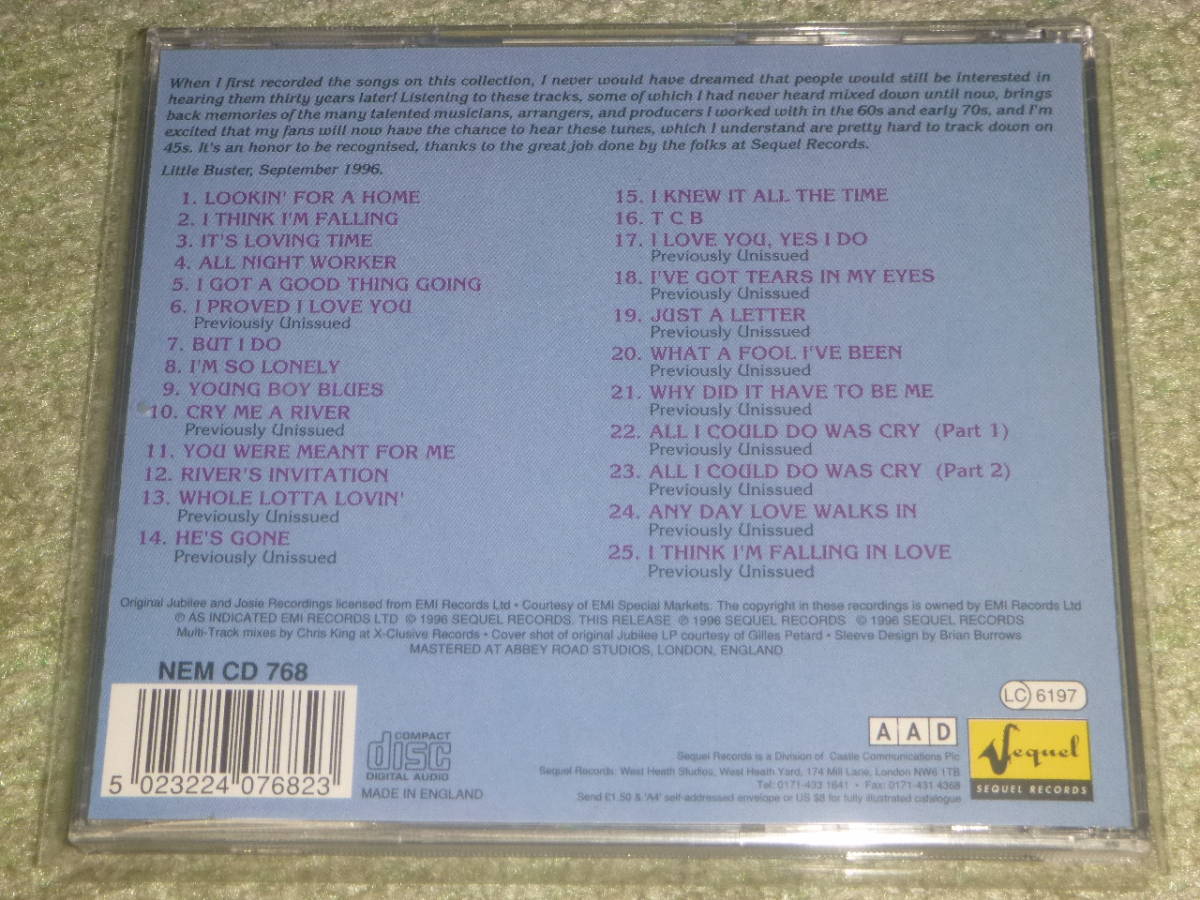 When I first recorded the songs on this collection, I never would have dreamed that people would still be interested in
hearing them thirty years later! Listening to these tracks, some of which I had never heard mixed down until now, brings
back memories of the many talented musicians, arrangers, and producers I worked with in the 60s and early 70s, and I'm
excited that my fans will now have the chance to hear these tunes, which I understand are pretty hard to track down on
45s. It's an honor to be recognised, thanks to the great job done by the folks at Sequel Records.
Little Buster, September 1996.
1. LOOKIN' FOR A HOME
2. I THINK I'M FALLING
3. IT'S LOVING TIME
4. ALL NIGHT WORKER
5. I GOT A GOOD THING GOING
6. I PROVED I LOVE YOU
Previously Unissued
7. BUT I DO
8. I'M SO LONELY
9. YOUNG BOY BLUES
10. CRY ME A RIVER
Previously Unissued
11. YOU WERE MEANT FOR ME
12. RIVER'S INVITATION
13. WHOLE LOTTA LOVIN'
Previously Unissued
14. HE'S GONE
Previously Unissued
15. I KNEW IT ALL THE TIME
16. T C B
17. I LOVE YOU, YES I DO
Previously Unissued
18. I'VE GOT TEARS IN MY EYES
Previously Unissued
19. JUST A LETTER
Previously Unissued
20. WHAT A FOOL I'VE BEEN
Previously Unissued
21. WHY DID IT HAVE TO BE ME
Previously Unissued
22. ALL I COULD DO WAS CRY (Part 1)
Previously Unissued
23. ALL I COULD DO WAS CRY (Part 2)
Previously Unissued
24. ANY DAY LOVE WALKS IN
25. I THINK I'M FALLING IN LOVE
Previously Unissued
Original Jubilee and Josie Recordings licensed from EMI Records Ltd • Courtesy of EMI Special Markets. The copyright in these recordings is owned by EMI Records Ltd
℗ AS INDICATED EMI RECORDS LTD © 1996 SEQUEL RECORDS. THIS RELEASE ℗ 1996 SEQUEL RECORDS © 1996 SEQUEL RECORDS
Multi-Track mixes by Chris King at X-Clusive Records • Cover shot of original Jubilee LP courtesy of Gilles Petard • Sleeve Design by Brian Burrows
MASTERED AT ABBEY ROAD STUDIOS, LONDON, ENGLAND
NEM CD 768
5 023224 076823
COMPACT
disc
DIGITAL AUDIO
MADE IN ENGLAND
LC 6197
A A D
Sequel
SEQUEL RECORDS
Sequel Records is a Division of Castle Communications Plc
Sequel Records: West Heath Studios, West Heath Yard, 174 Mill Lane, London NW6 1TB
Tel: 0171-433 1641 • Fax: 0171-431 4368
Send £1.50 & 'A4' self-addressed envelope or US $8 for fully illustrated catalogue